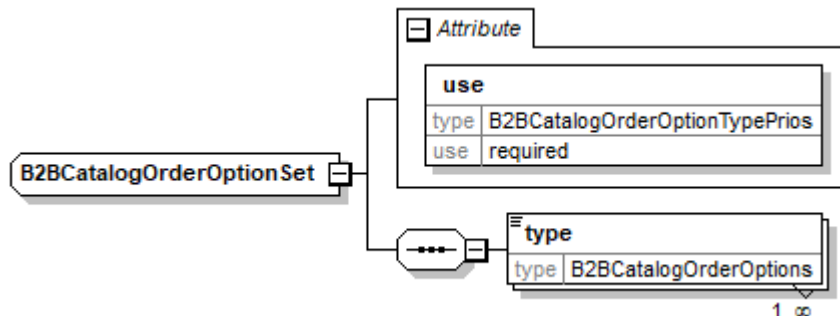 Attribute
use
type B2BCatalogOrderOptionTypePrios
use required
B2BCatalogOrderOptionSet
type
type B2BCatalogOrderOptions
1 ∞